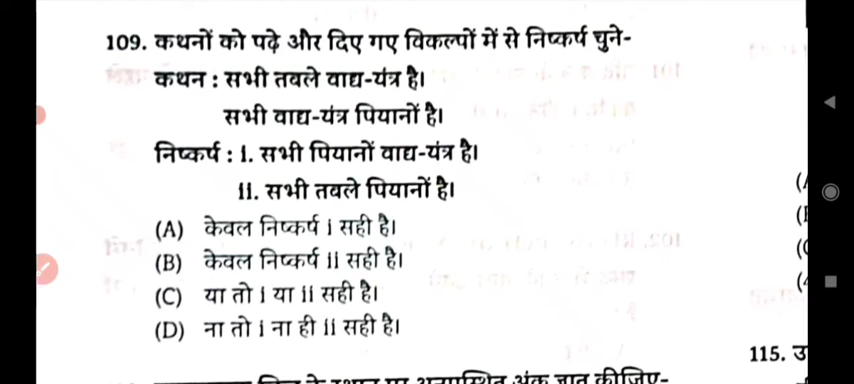 109. कथनों को पढ़े और दिए गए विकल्पों में से निष्कर्ष चुने-
कथन : सभी तबले वाद्य-यंत्र है।
सभी वाद्य-यंत्र पियानों है।
निष्कर्ष : i. सभी पियानों वाद्य-यंत्र है।
ii. सभी तबले पियानों है।
(A) केवल निष्कर्ष i सही है।
(B) केवल निष्कर्ष ii सही है।
(C) या तो i या ii सही है।
(D) ना तो i ना ही ii सही है।
115. उ